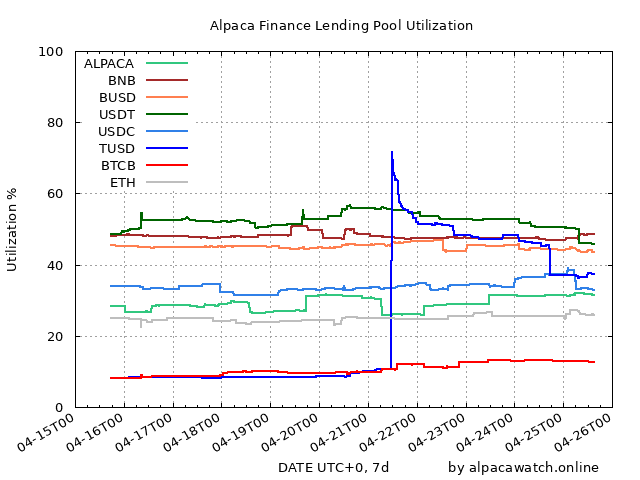 Alpaca Finance Lending Pool Utilization
100
80
60
40
20
0
Utilization %
ALPACA
BNB
BUSD
USDT
USDC
TUSD
BTCB
ETH
04-15T00
04-16T00
04-17T00
04-18T00
04-19T00
04-20T00
04-21T00
04-22T00
04-23T00
04-24T00
04-25T00
04-26T00
DATE UTC+0, 7d
by alpacawatch.online